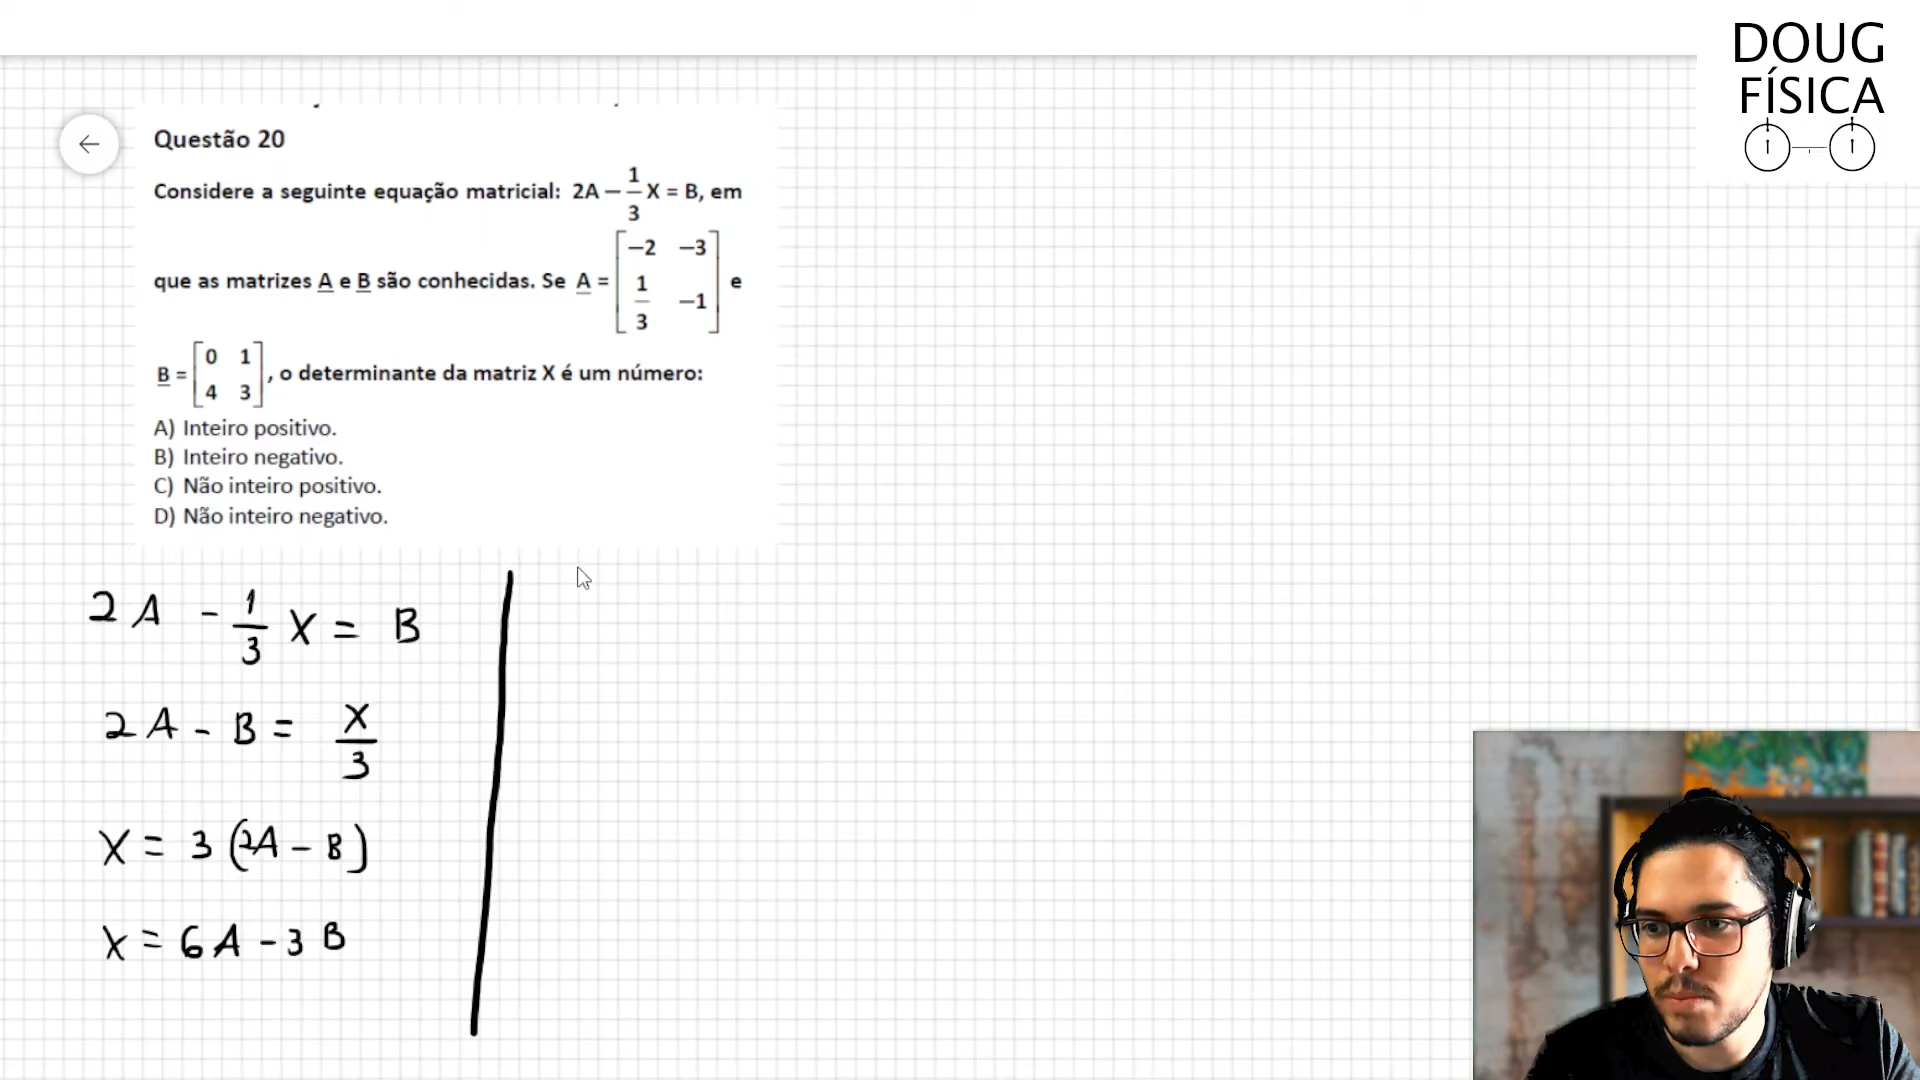 DOUG
FÍSICA
Questão 20
Considere a seguinte equação matricial: 2A − 1/3 X = B, em
que as matrizes A e B são conhecidas. Se A = [−2 −3; 1/3 −1] e
B = [0 1; 4 3], o determinante da matriz X é um número:
A) Inteiro positivo.
B) Inteiro negativo.
C) Não inteiro positivo.
D) Não inteiro negativo.
2A - 1/3 X = B
2A - B = X/3
X = 3 (2A - B)
X = 6A - 3B